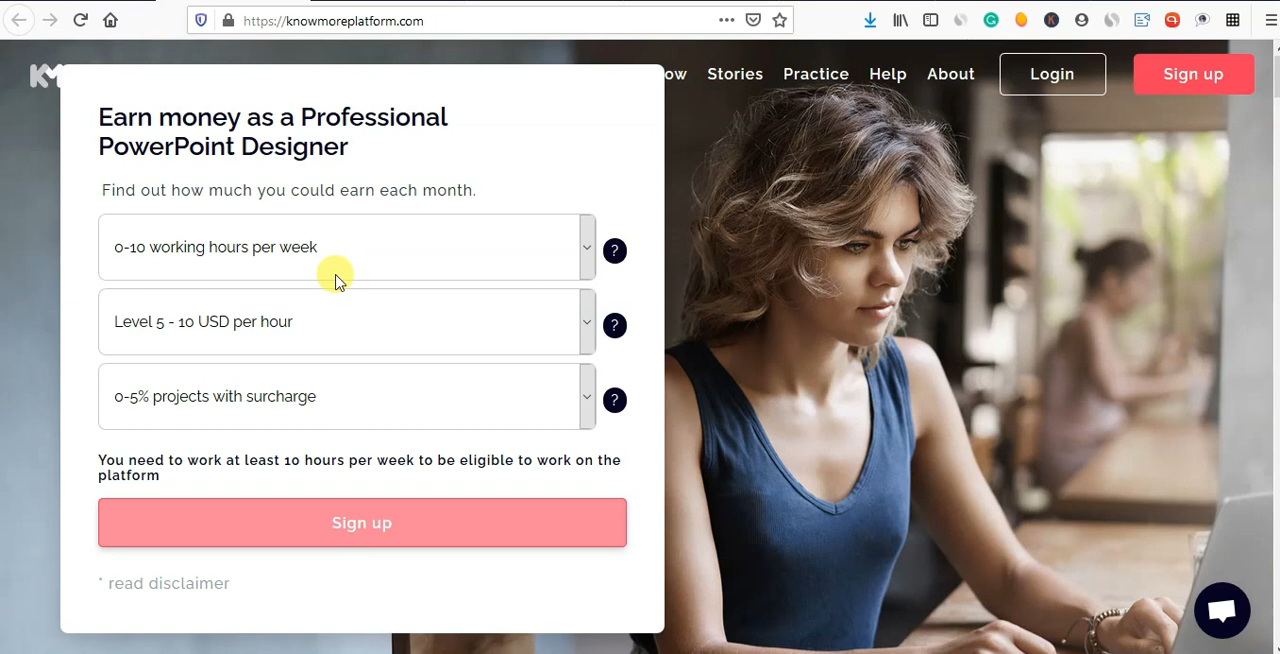 https://knowmoreplatform.com
KM
ow Stories Practice Help About Login Sign up
Earn money as a Professional
PowerPoint Designer
Find out how much you could earn each month.
0-10 working hours per week
?
Level 5 - 10 USD per hour
?
0-5% projects with surcharge
?
You need to work at least 10 hours per week to be eligible to work on the
platform
Sign up
* read disclaimer